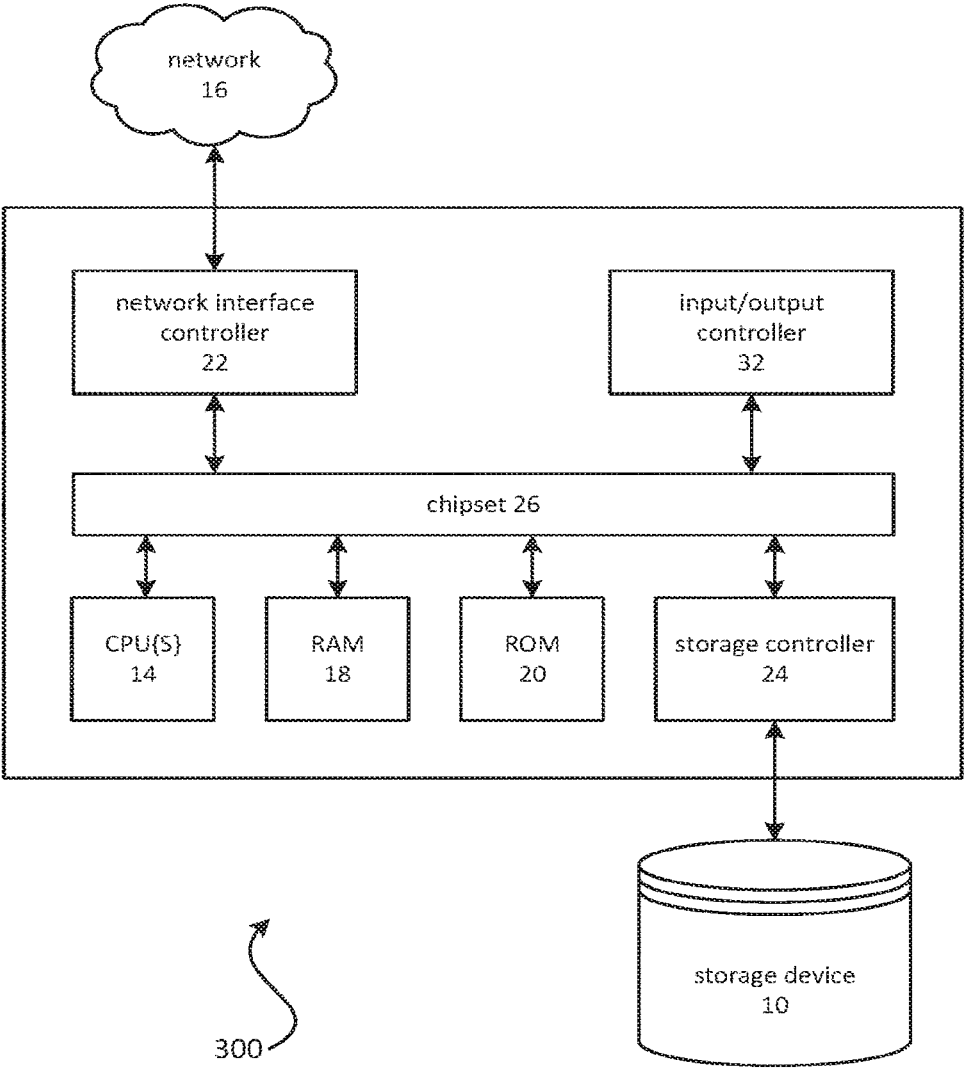 network
16
network interface
controller
22
input/output
controller
32
chipset 26
CPU{S}
14
RAM
18
ROM
20
storage controller
24
storage device
10
300